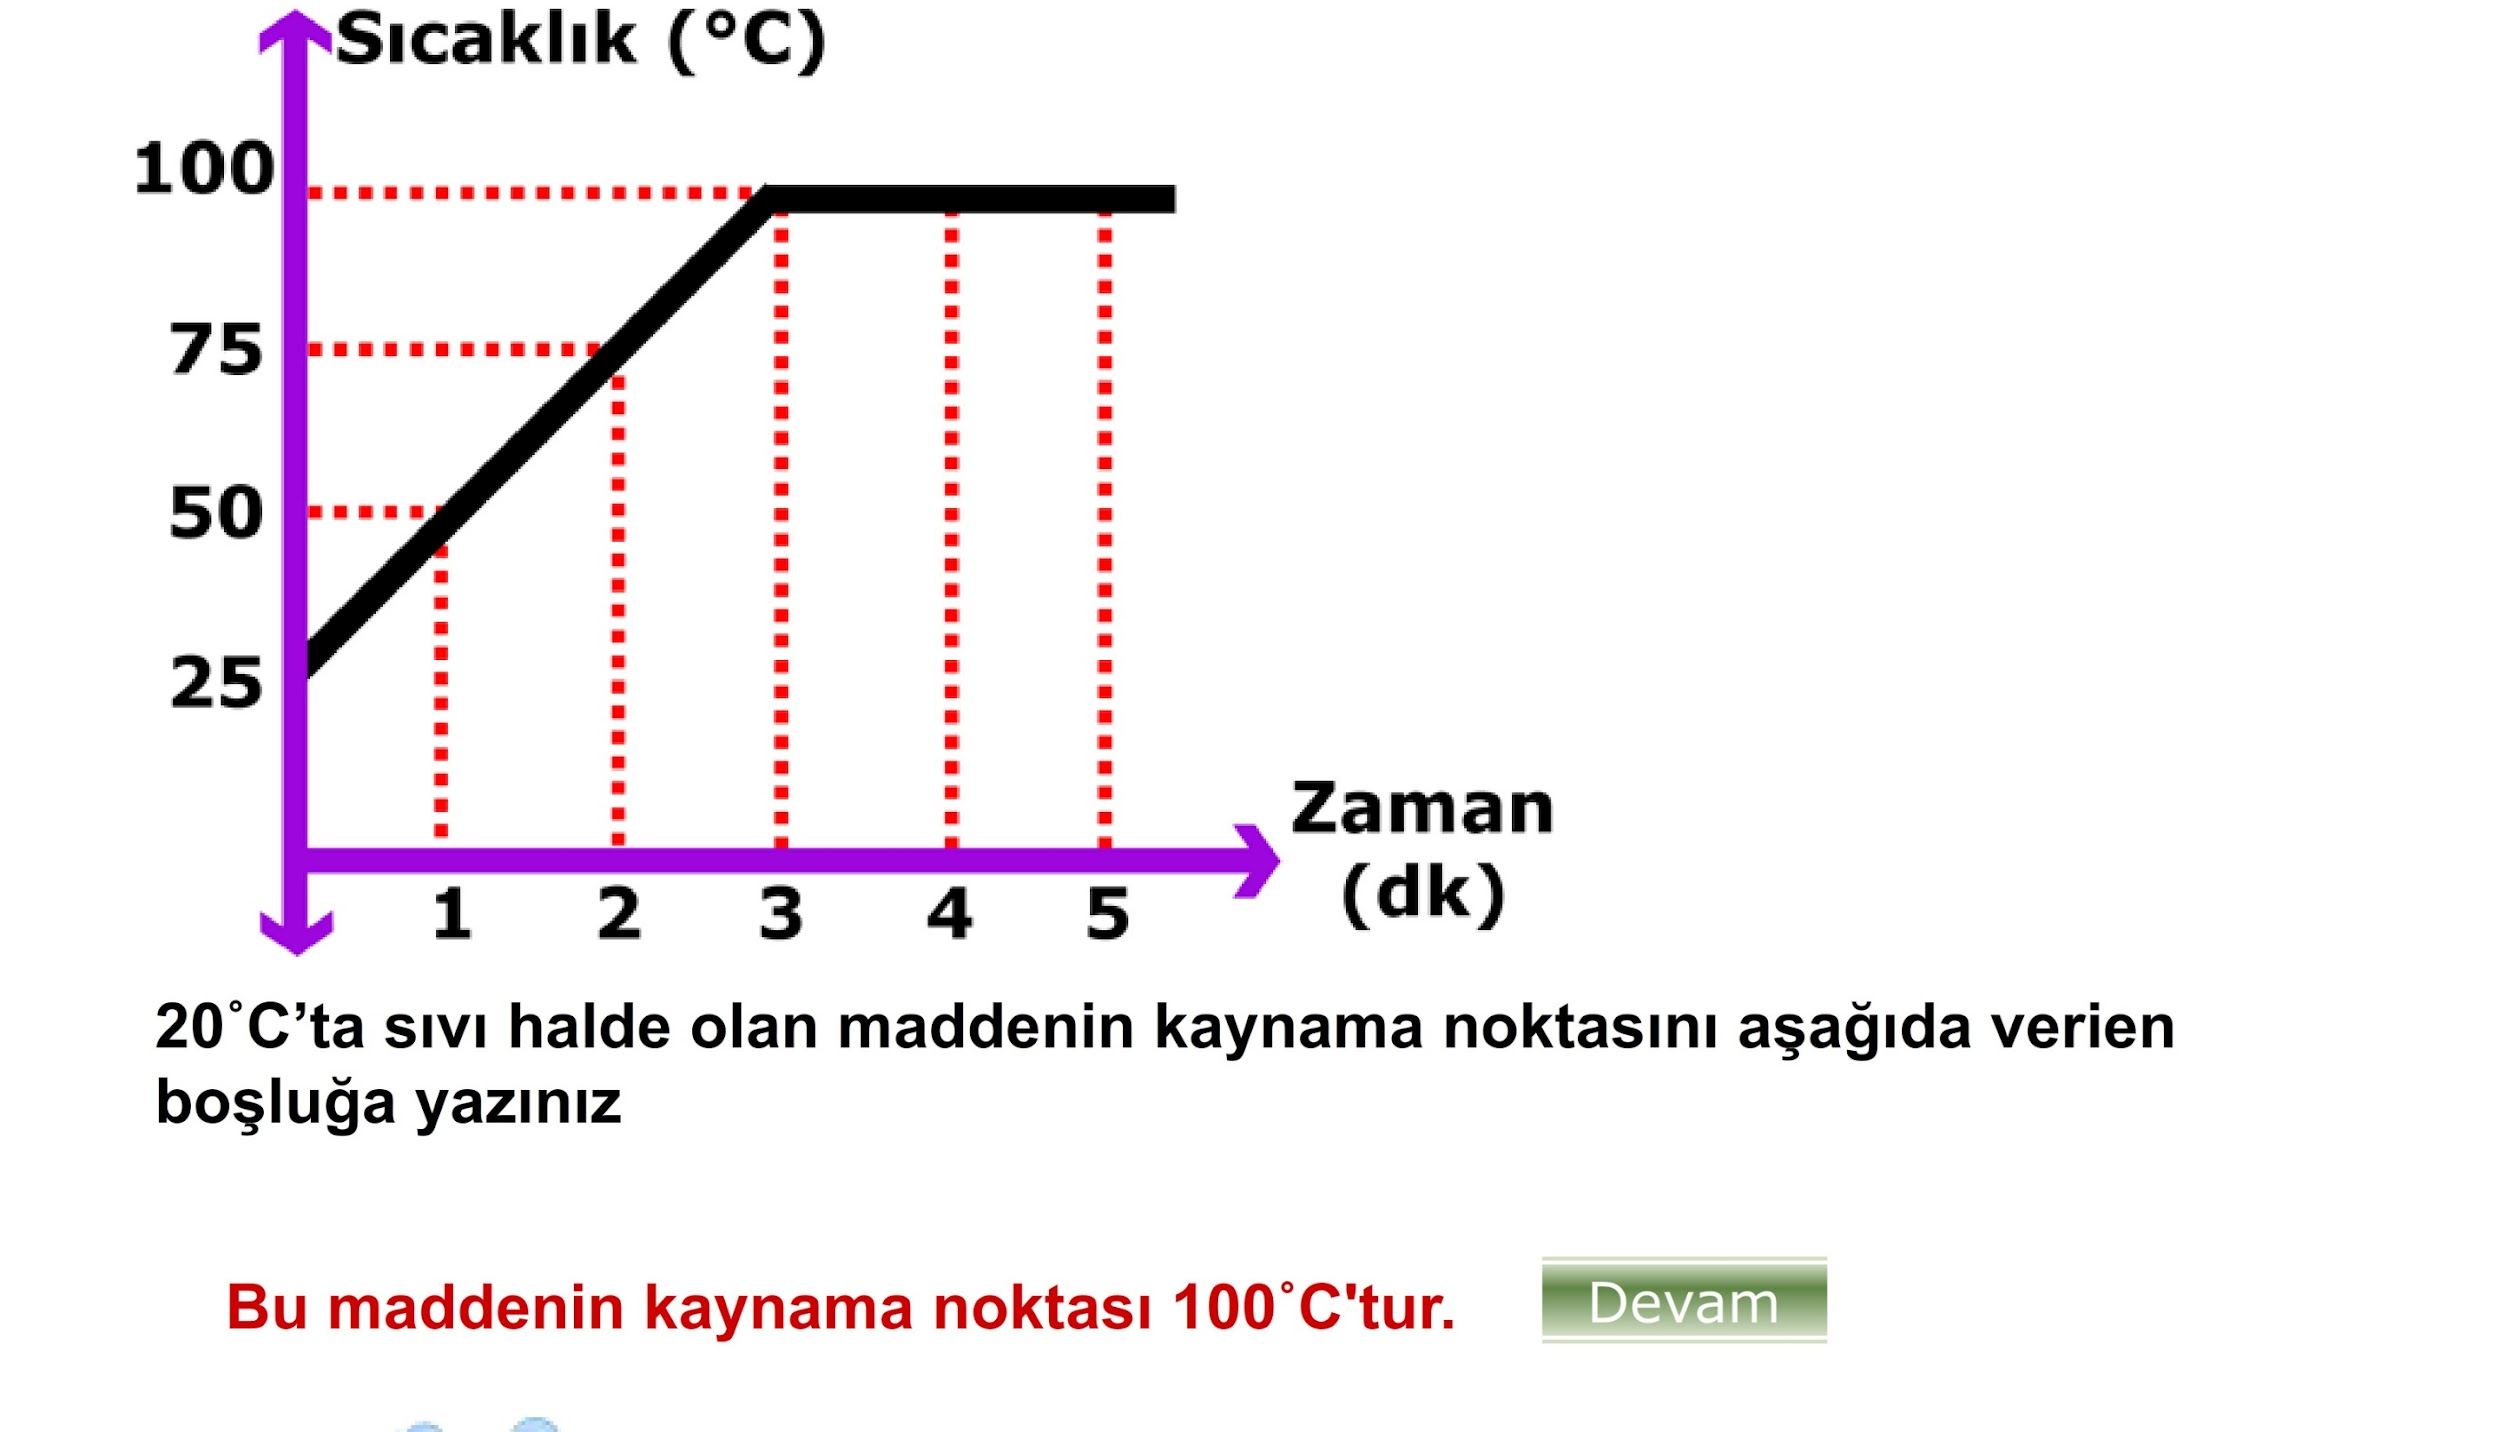 Sıcaklık (°C)
100
75
50
25
Zaman
(dk)
1 2 3 4 5
20˚C’ta sıvı halde olan maddenin kaynama noktasını aşağıda verien
boşluğa yazınız
Bu maddenin kaynama noktası 100˚C'tur.
Devam